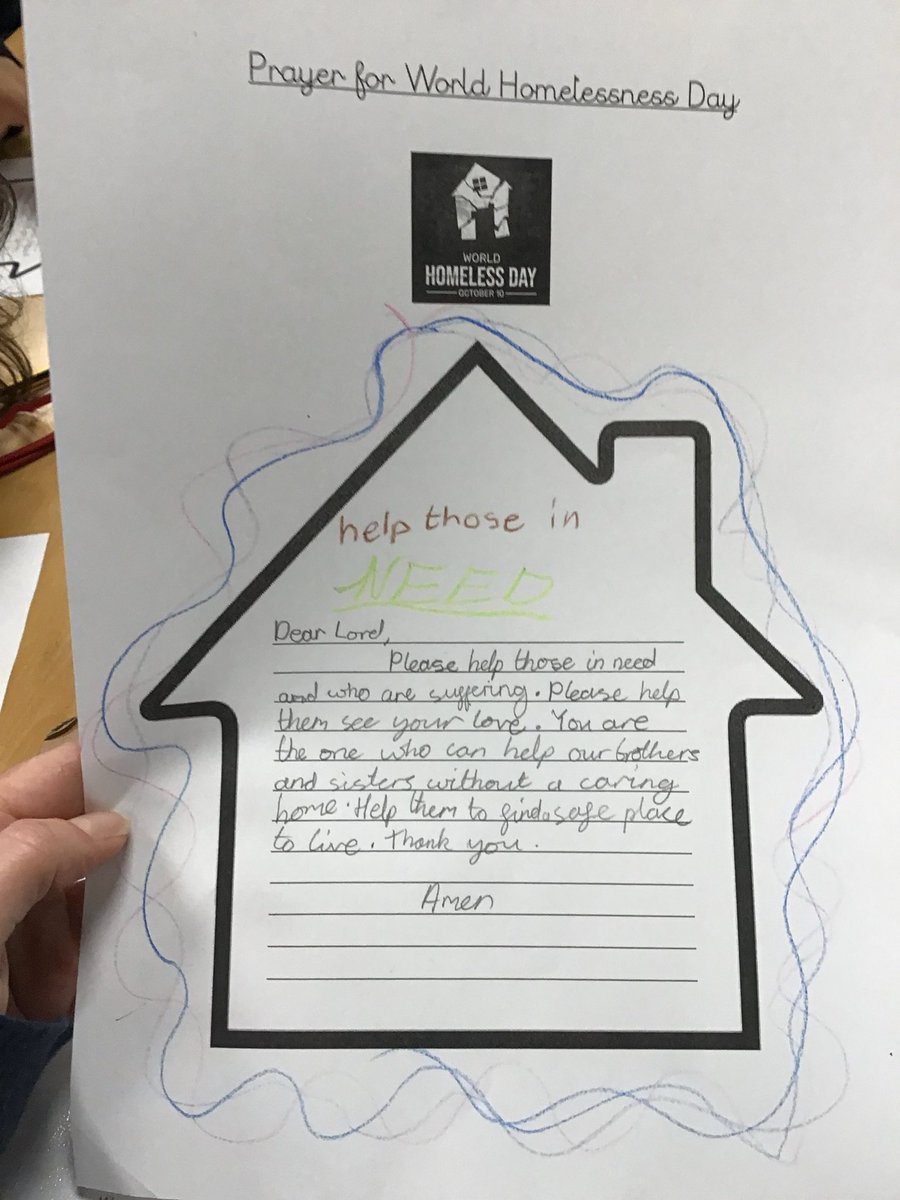 Prayer for World Homelessness Day
WORLD
HOMELESS DAY
OCTOBER 10
help those in
NEED
Dear Lord,
Please help those in need
and who are suffering. Please help
them see your love. You are
the one who can help our brothers
and sisters without a caring
home. Help them to find a safe place
to live. Thank you.
Amen